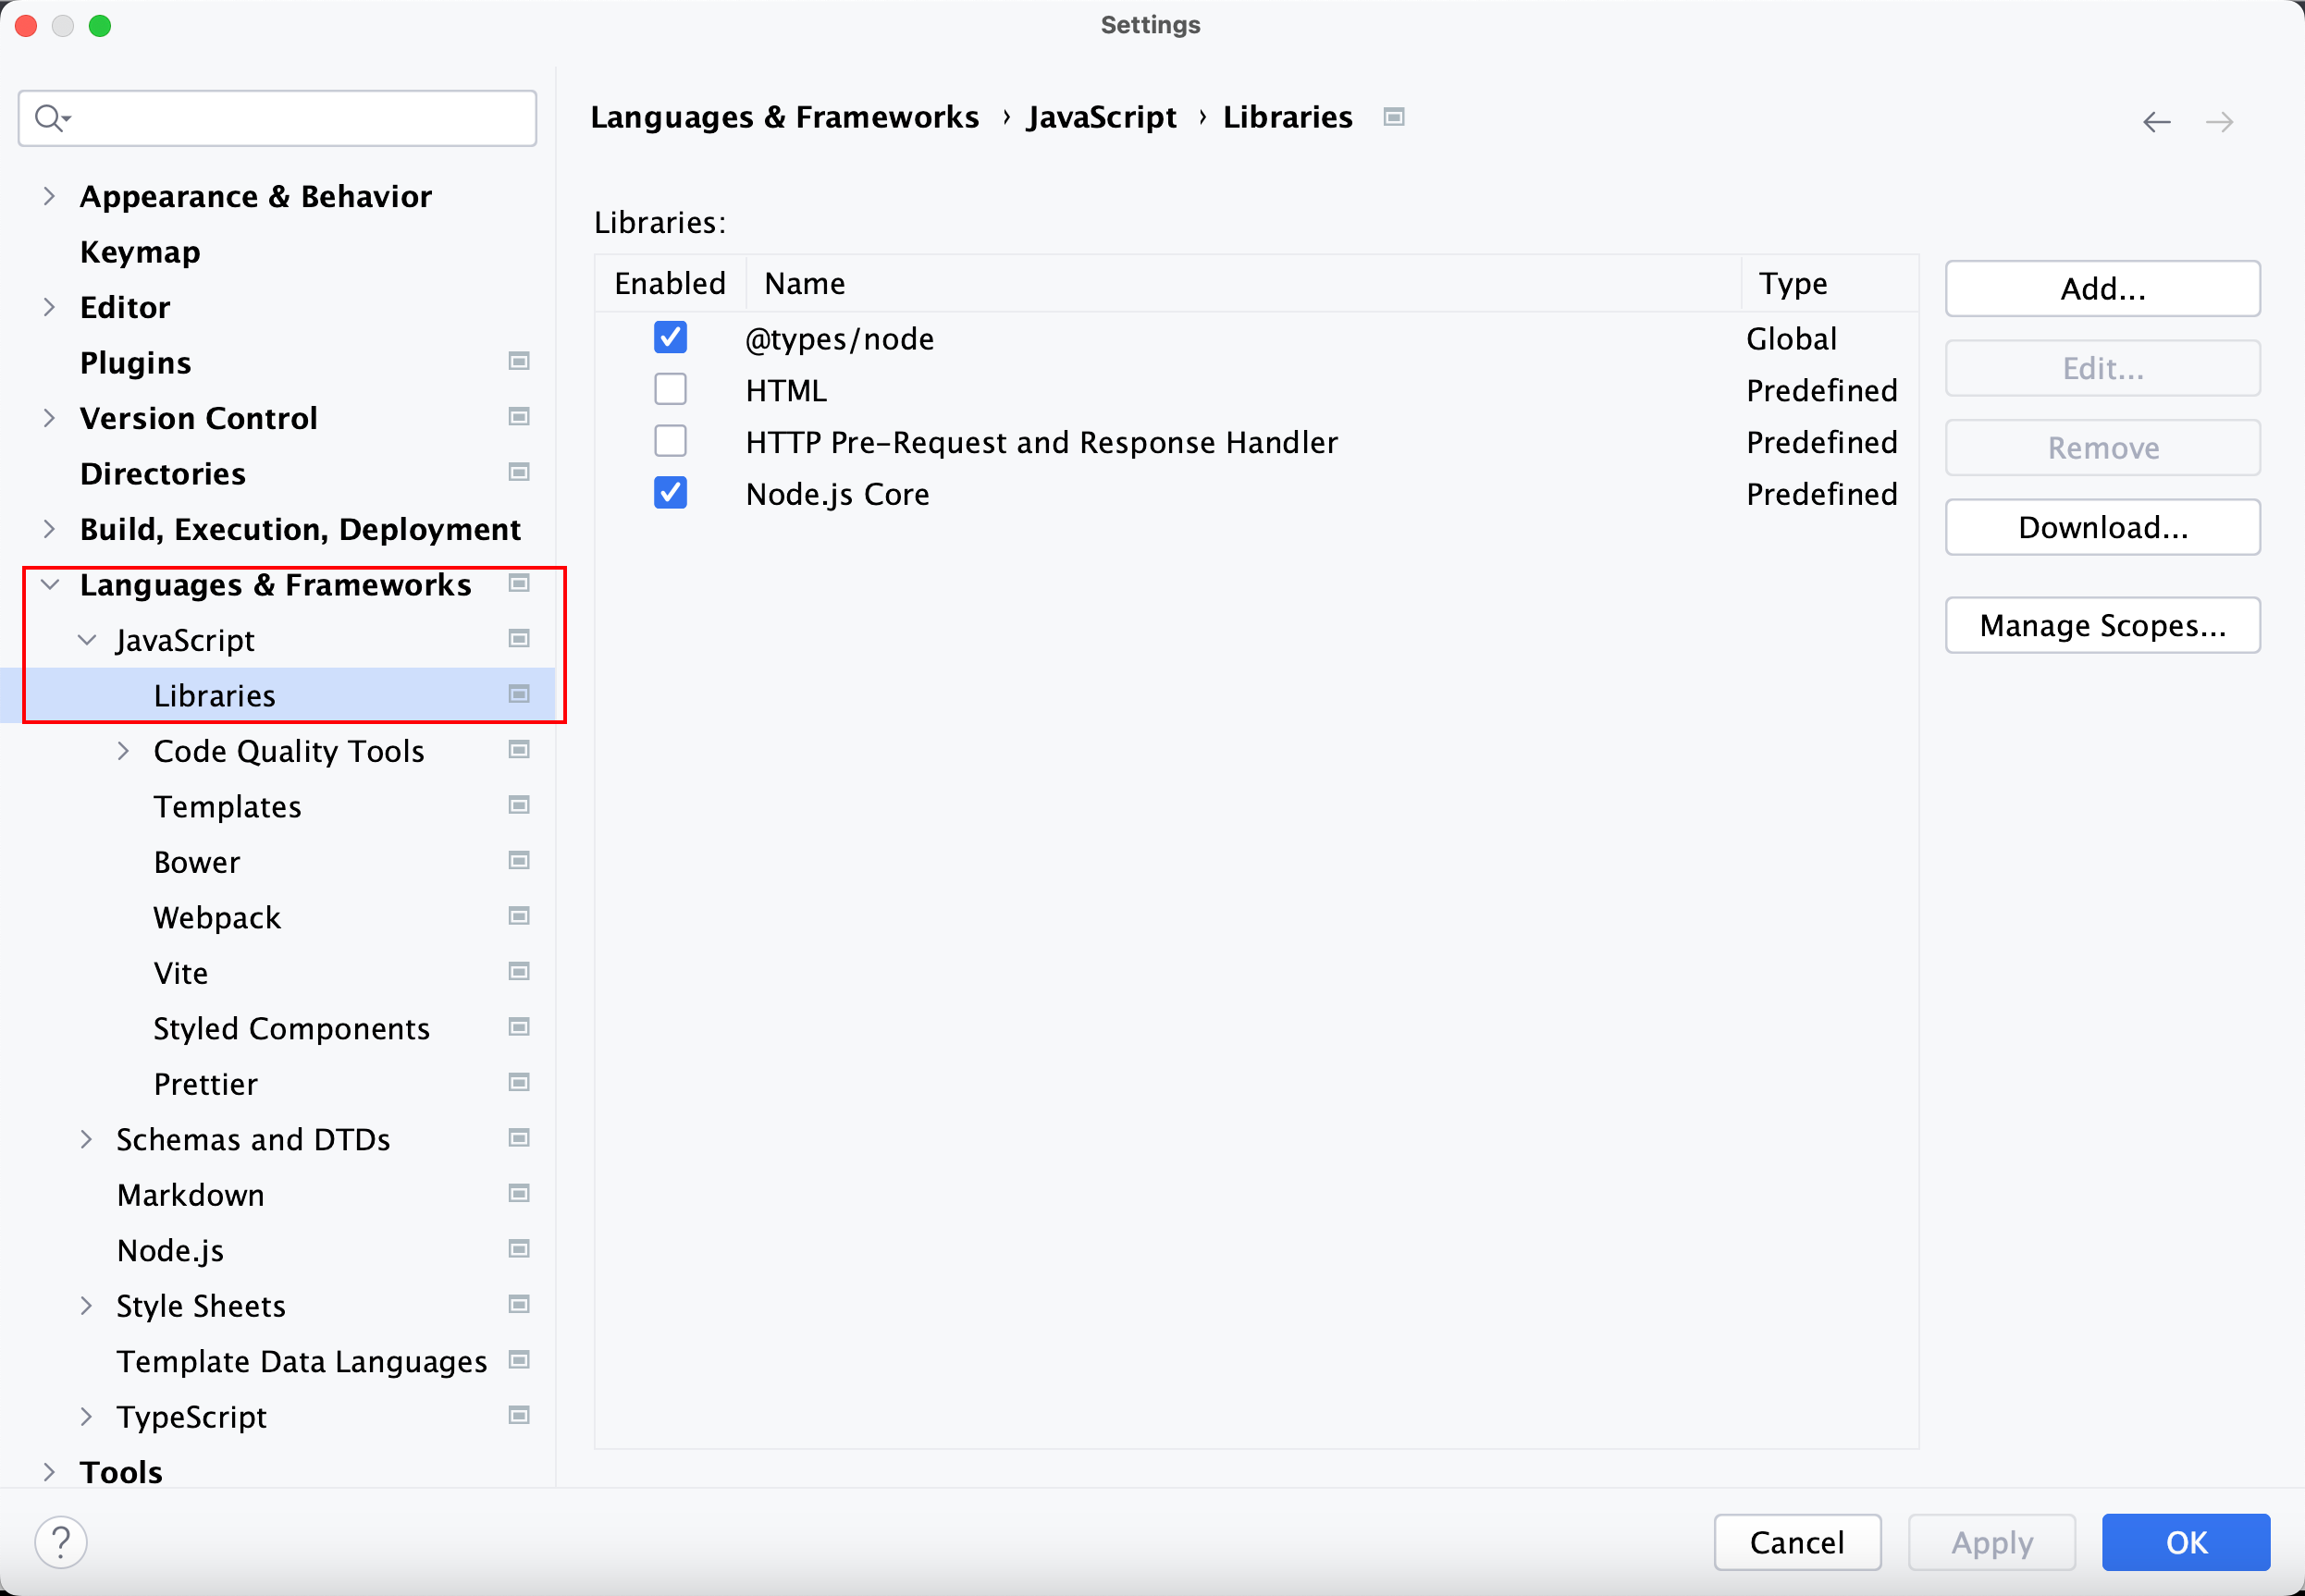 Settings
Appearance & Behavior
Keymap
Editor
Plugins
Version Control
Directories
Build, Execution, Deployment
Languages & Frameworks
JavaScript
Libraries
Code Quality Tools
Templates
Bower
Webpack
Vite
Styled Components
Prettier
Schemas and DTDs
Markdown
Node.js
Style Sheets
Template Data Languages
TypeScript
Tools
Languages & Frameworks › JavaScript › Libraries
Libraries:
Enabled Name Type
@types/node Global
HTML Predefined
HTTP Pre-Request and Response Handler Predefined
Node.js Core Predefined
Add...
Edit...
Remove
Download...
Manage Scopes...
?
Cancel
Apply
OK